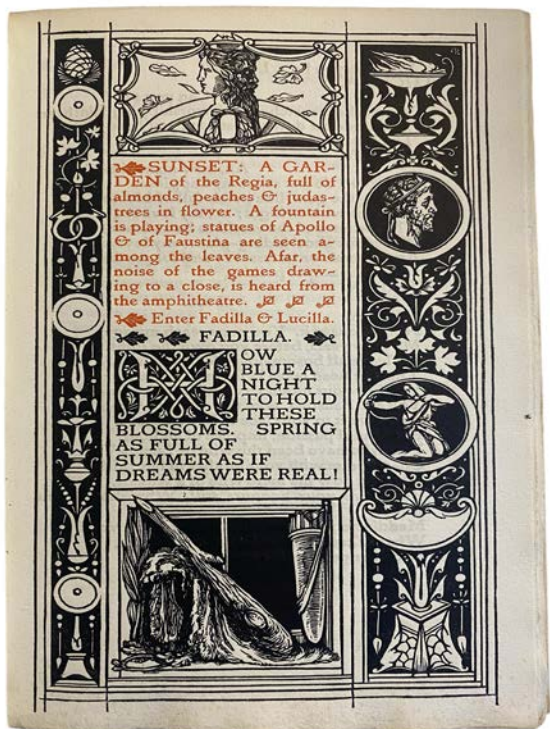 SUNSET: A GAR-
DEN of the Regia, full of
almonds, peaches & judas-
trees in flower. A fountain
is playing; statues of Apollo
& of Faustina are seen a-
mong the leaves. Afar, the
noise of the games draw-
ing to a close, is heard from
the amphitheatre.
Enter Fadilla & Lucilla.
FADILLA.
HOW
BLUE A
NIGHT
TO HOLD
THESE
BLOSSOMS. SPRING
AS FULL OF
SUMMER AS IF
DREAMS WERE REAL!